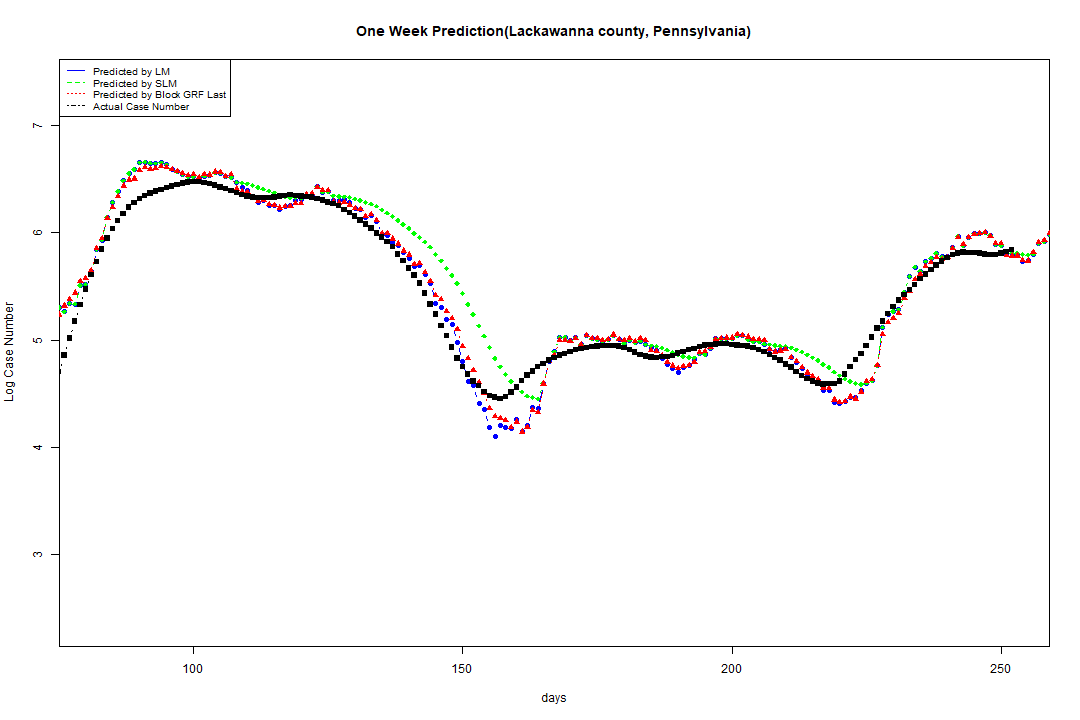 One Week Prediction(Lackawanna county, Pennsylvania)
Predicted by LM
Predicted by SLM
Predicted by Block GRF Last
Actual Case Number
7
6
5
4
3
Log Case Number
100 150 200 250
days